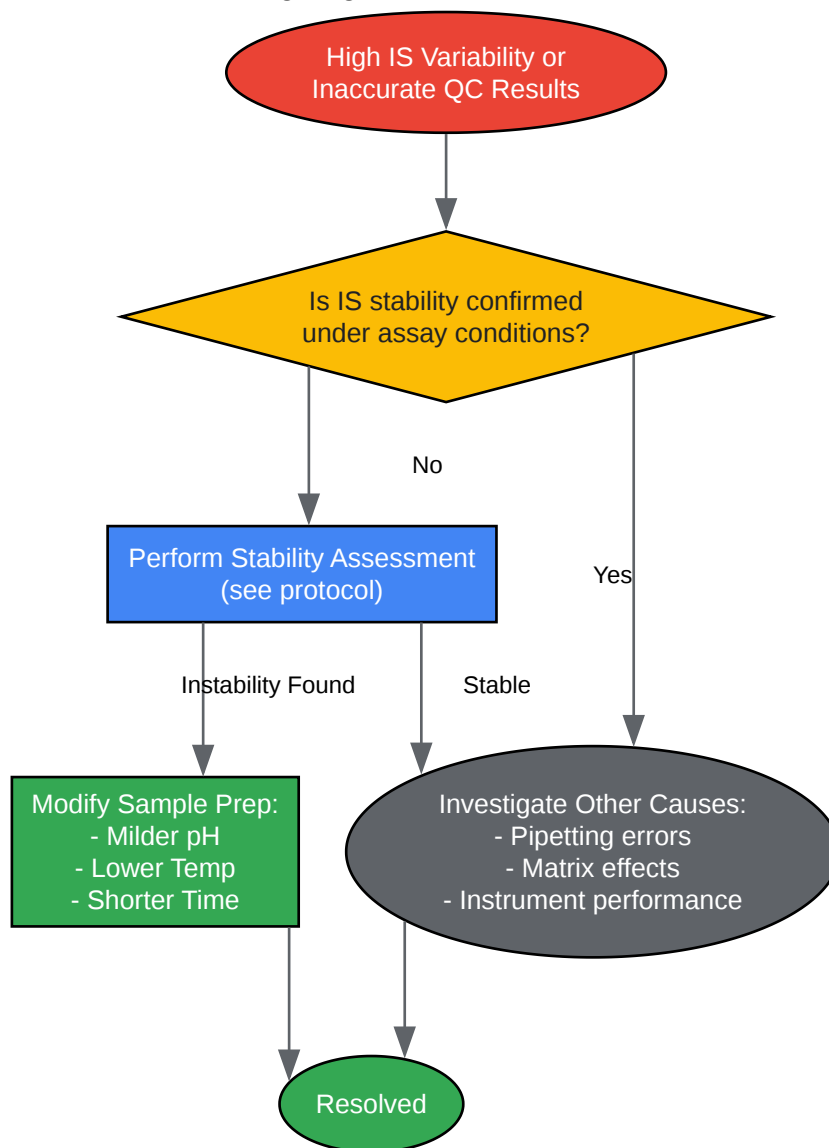 High IS Variability or
Inaccurate QC Results
Is IS stability confirmed
under assay conditions?
No
Perform Stability Assessment
(see protocol)
Yes
Instability Found
Stable
Modify Sample Prep:
- Milder pH
- Lower Temp
- Shorter Time
Investigate Other Causes:
- Pipetting errors
- Matrix effects
- Instrument performance
Resolved